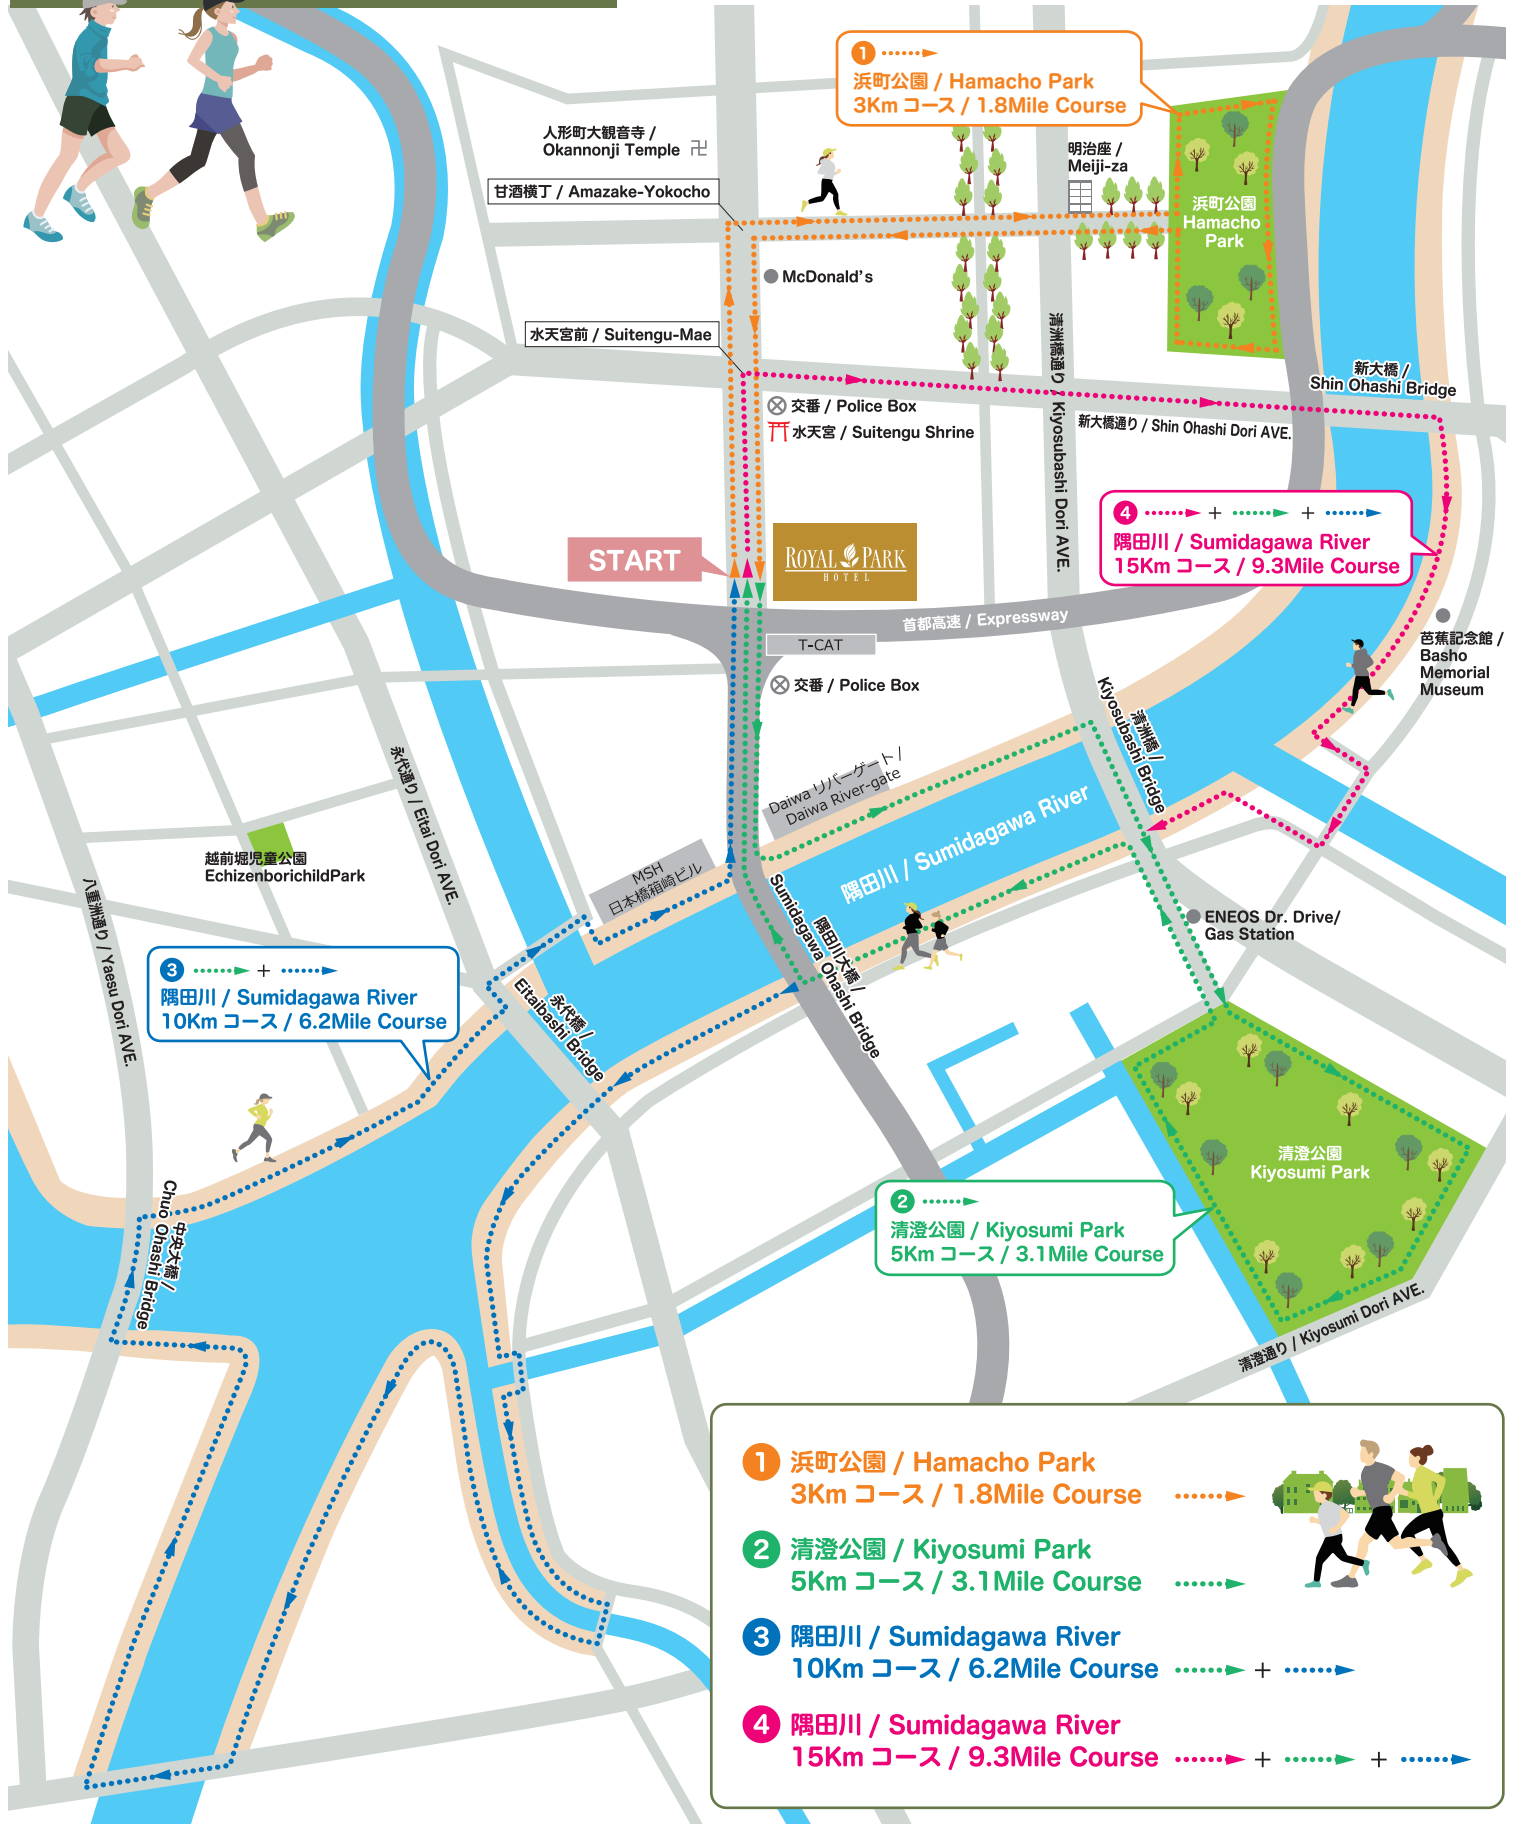 1
浜町公園 / Hamacho Park
3Km コース / 1.8Mile Course
人形町大観音寺 /
Okannonji Temple 卍
明治座 /
Meiji-za
甘酒横丁 / Amazake-Yokocho
浜町公園
Hamacho
Park
McDonald's
水天宮前 / Suitengu-Mae
清洲橋通り / Kiyosubashi Dori AVE.
新大橋 /
Shin Ohashi Bridge
交番 / Police Box
水天宮 / Suitengu Shrine
新大橋通り / Shin Ohashi Dori AVE.
4 + +
隅田川 / Sumidagawa River
15Km コース / 9.3Mile Course
START
ROYAL PARK
HOTEL
首都高速 / Expressway
T-CAT
芭蕉記念館 /
Basho
Memorial
Museum
交番 / Police Box
清洲橋 /
Kiyosubashi Bridge
永代通り / Eitai Dori AVE.
Daiwa リバーゲート /
Daiwa River-gate
隅田川 / Sumidagawa River
越前堀児童公園
EchizenborichildPark
MSH
日本橋箱崎ビル
八重洲通り / Yaesu Dori AVE.
隅田川大橋 /
Sumidagawa Ohashi Bridge
ENEOS Dr. Drive/
Gas Station
3 +
隅田川 / Sumidagawa River
10Km コース / 6.2Mile Course
永代橋 /
Eitaibashi Bridge
清澄公園
Kiyosumi Park
2
清澄公園 / Kiyosumi Park
5Km コース / 3.1Mile Course
中央大橋 /
Chuo Ohashi Bridge
清澄通り / Kiyosumi Dori AVE.
1 浜町公園 / Hamacho Park
3Km コース / 1.8Mile Course
2 清澄公園 / Kiyosumi Park
5Km コース / 3.1Mile Course
3 隅田川 / Sumidagawa River
10Km コース / 6.2Mile Course +
4 隅田川 / Sumidagawa River
15Km コース / 9.3Mile Course + +